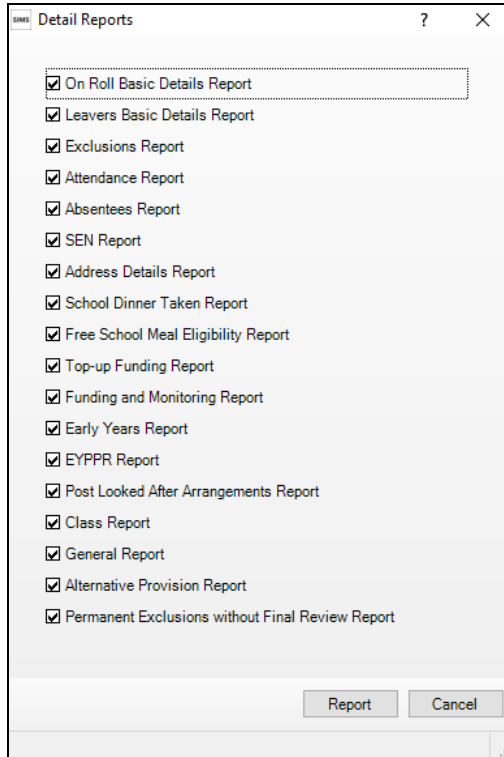 SIMS Detail Reports ? X
On Roll Basic Details Report
Leavers Basic Details Report
Exclusions Report
Attendance Report
Absentees Report
SEN Report
Address Details Report
School Dinner Taken Report
Free School Meal Eligibility Report
Top-up Funding Report
Funding and Monitoring Report
Early Years Report
EYPPR Report
Post Looked After Arrangements Report
Class Report
General Report
Alternative Provision Report
Permanent Exclusions without Final Review Report
Report Cancel